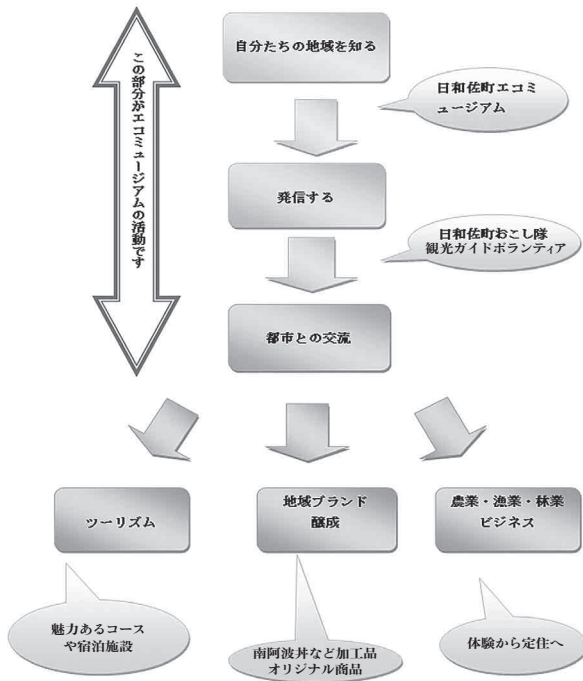 自分たちの地域を知る
この部分がエコミュージアムの活動です
日和佐町エコミ
ュージアム
発信する
日和佐町おこし隊
観光ガイドボランティア
都市との交流
ツーリズム
地域ブランド
醸成
農業・漁業・林業
ビジネス
魅力あるコース
や宿泊施設
南阿波丼など加工品
オリジナル商品
体験から定住へ